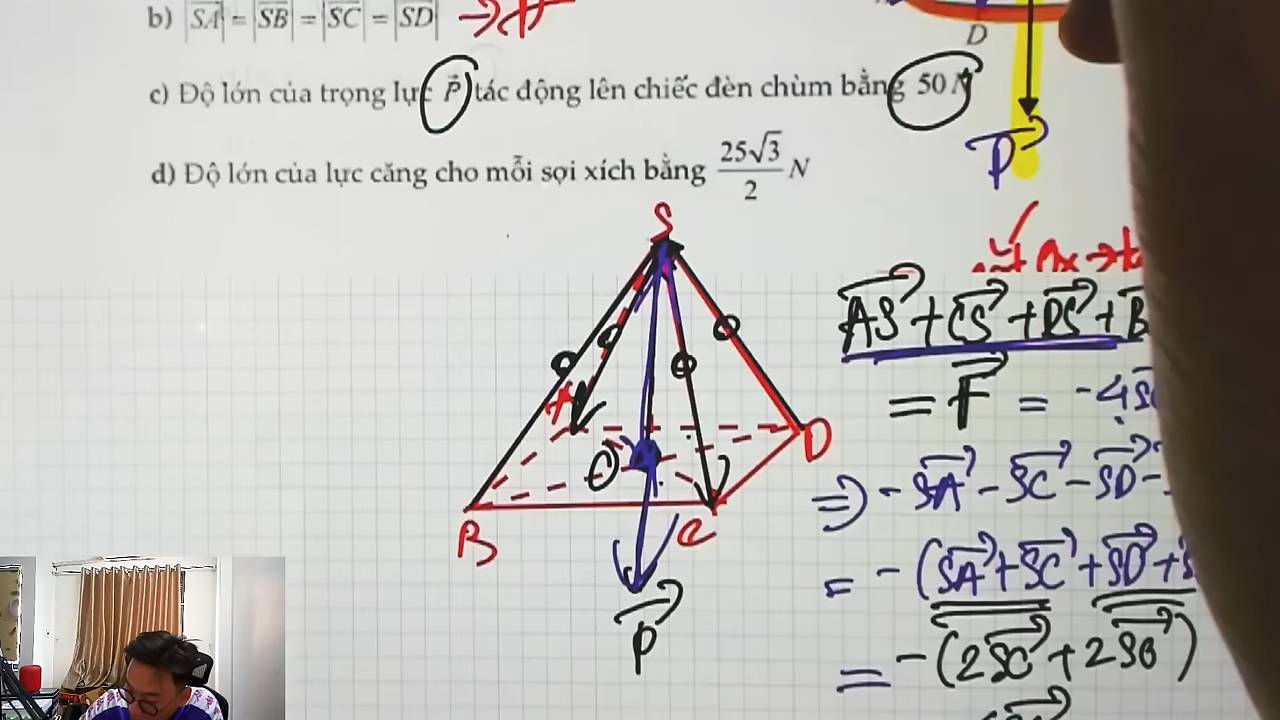 b) |SA| = |SB| = |SC| = |SD| →
D
c) Độ lớn của trọng lực P⃗ tác động lên chiếc đèn chùm bằng 50 N
P⃗
d) Độ lớn của lực căng cho mỗi sợi xích bằng 25√3/2 N
S
A
O
D
B
C
P⃗
AS⃗ + CS⃗ + DS⃗ + B
= F⃗ = -4S
⇒ - SA⃗ - SC⃗ - SD⃗ -
= - (SA⃗ + SC⃗ + SD⃗ +
= - (2SO⃗ + 2SO⃗)